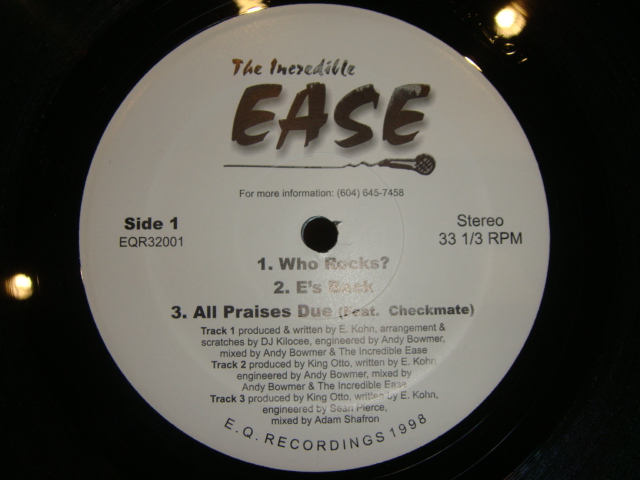 The Incredible
EASE
For more information: (604) 645-7458
Side 1
EQR32001
Stereo
33 1/3 RPM
1. Who Rocks?
2. E's Back
3. All Praises Due (Feat. Checkmate)
Track 1 produced & written by E. Kohn, arrangement &
scratches by DJ Kilocee, engineered by Andy Bowmer,
mixed by Andy Bowmer & The Incredible Ease
Track 2 produced by King Otto, written by E. Kohn,
engineered by Andy Bowmer, mixed by
Andy Bowmer & The Incredible Ease
Track 3 produced by King Otto, written by E. Kohn,
engineered by Sean Pierce,
mixed by Adam Shafron
E.Q. RECORDINGS 1998